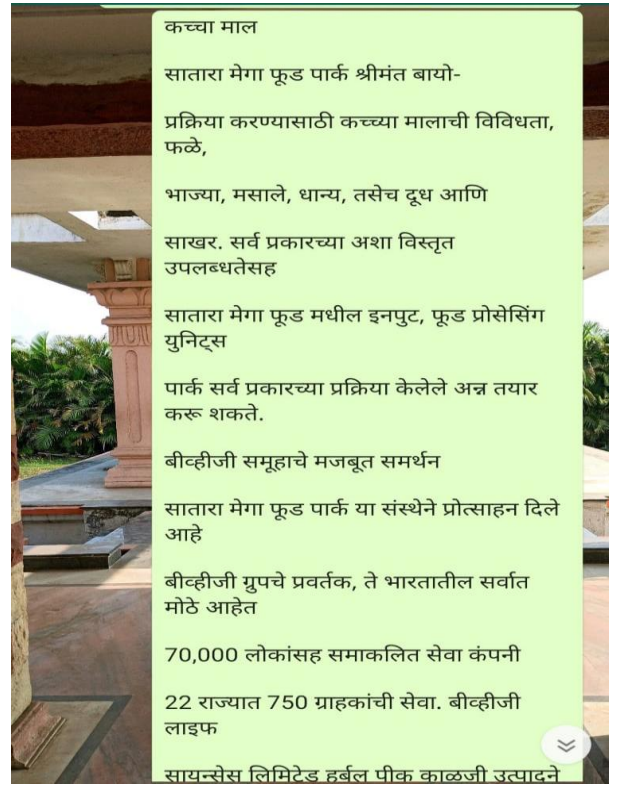 कच्चा माल
सातारा मेगा फूड पार्क श्रीमंत बायो-
प्रक्रिया करण्यासाठी कच्च्या मालाची विविधता,
फळे,
भाज्या, मसाले, धान्य, तसेच दूध आणि
साखर. सर्व प्रकारच्या अशा विस्तृत
उपलब्धतेसह
सातारा मेगा फूड मधील इनपुट, फूड प्रोसेसिंग
युनिट्स
पार्क सर्व प्रकारच्या प्रक्रिया केलेले अन्न तयार
करू शकते.
बीव्हीजी समूहाचे मजबूत समर्थन
सातारा मेगा फूड पार्क या संस्थेने प्रोत्साहन दिले
आहे
बीव्हीजी ग्रुपचे प्रवर्तक, ते भारतातील सर्वात
मोठे आहेत
70,000 लोकांसह समाकलित सेवा कंपनी
22 राज्यात 750 ग्राहकांची सेवा. बीव्हीजी
लाइफ
सायन्सेस लिमिटेड हर्बल पीक काळजी उत्पादने